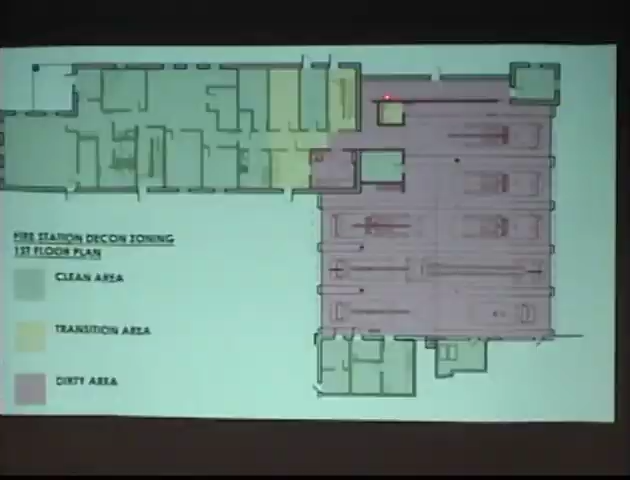 FIRE STATION DECON ZONING
1ST FLOOR PLAN
CLEAN AREA
TRANSITION AREA
DIRTY AREA